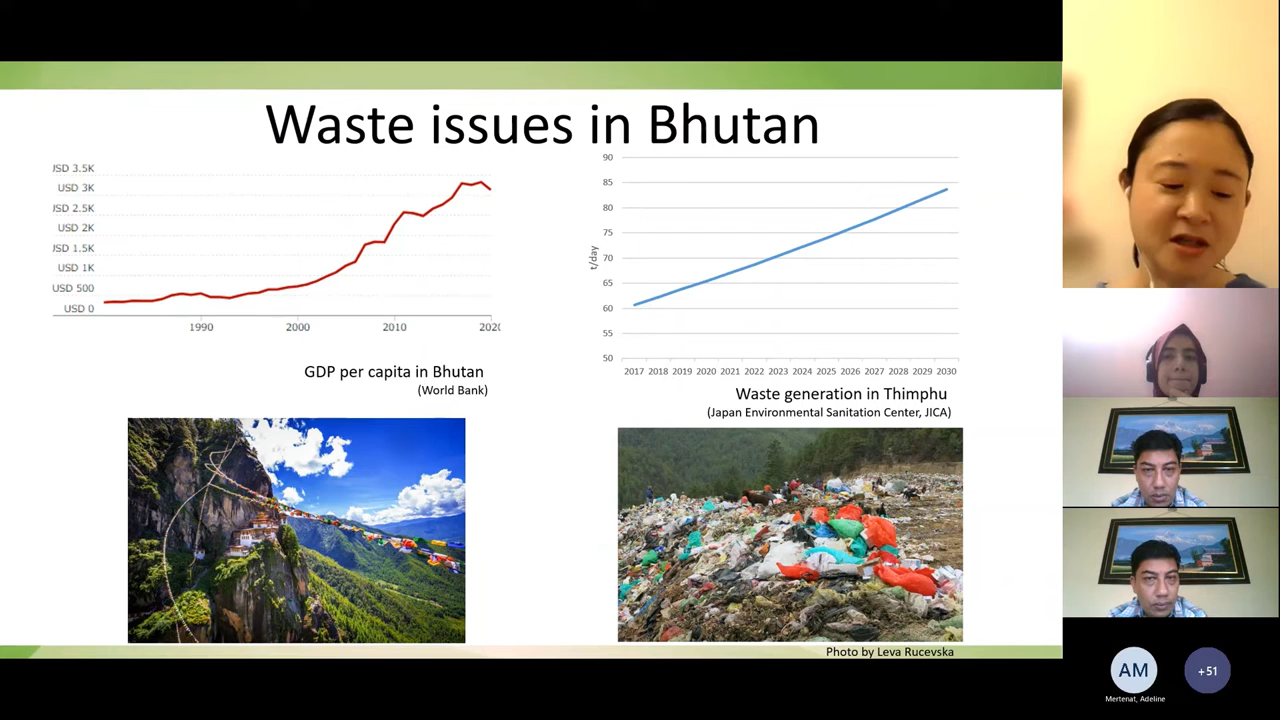 Waste issues in Bhutan
JSD 3.5K
USD 3K
JSD 2.5K
USD 2K
JSD 1.5K
USD 1K
USD 500
USD 0
1990 2000 2010 2020
GDP per capita in Bhutan
(World Bank)
90
85
80
75
70
65
60
55
50
t/day
2017 2018 2019 2020 2021 2022 2023 2024 2025 2026 2027 2028 2029 2030
Waste generation in Thimphu
(Japan Environmental Sanitation Center, JICA)
Photo by Leva Rucevska
AM
Mertenat, Adeline
+51